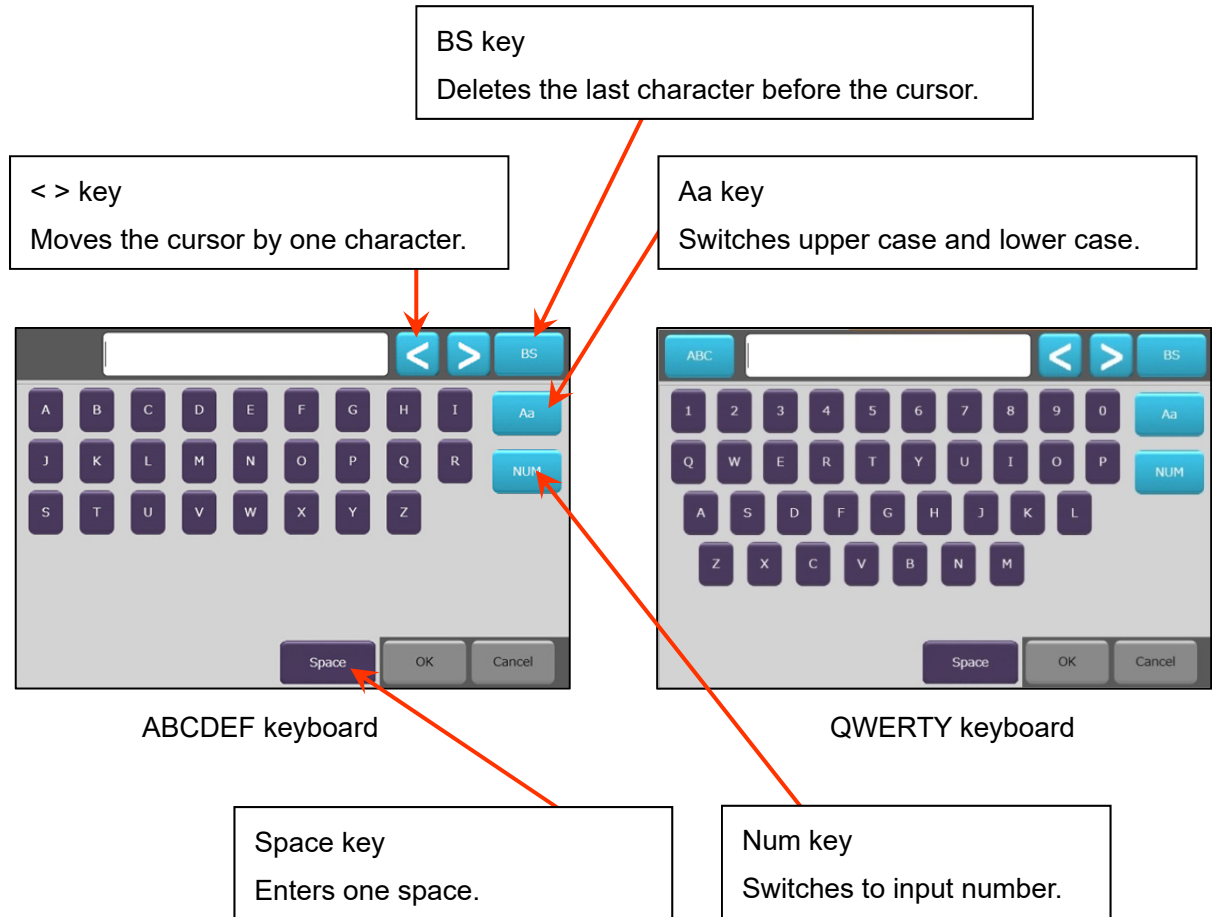 BS key
Deletes the last character before the cursor.
< > key
Moves the cursor by one character.
Aa key
Switches upper case and lower case.
< > BS
A B C D E F G H I Aa
J K L M N O P Q R NUM
S T U V W X Y Z
Space OK Cancel
ABC < > BS
1 2 3 4 5 6 7 8 9 0 Aa
Q W E R T Y U I O P NUM
A S D F G H J K L
Z X C V B N M
Space OK Cancel
ABCDEF keyboard
QWERTY keyboard
Space key
Enters one space.
Num key
Switches to input number.